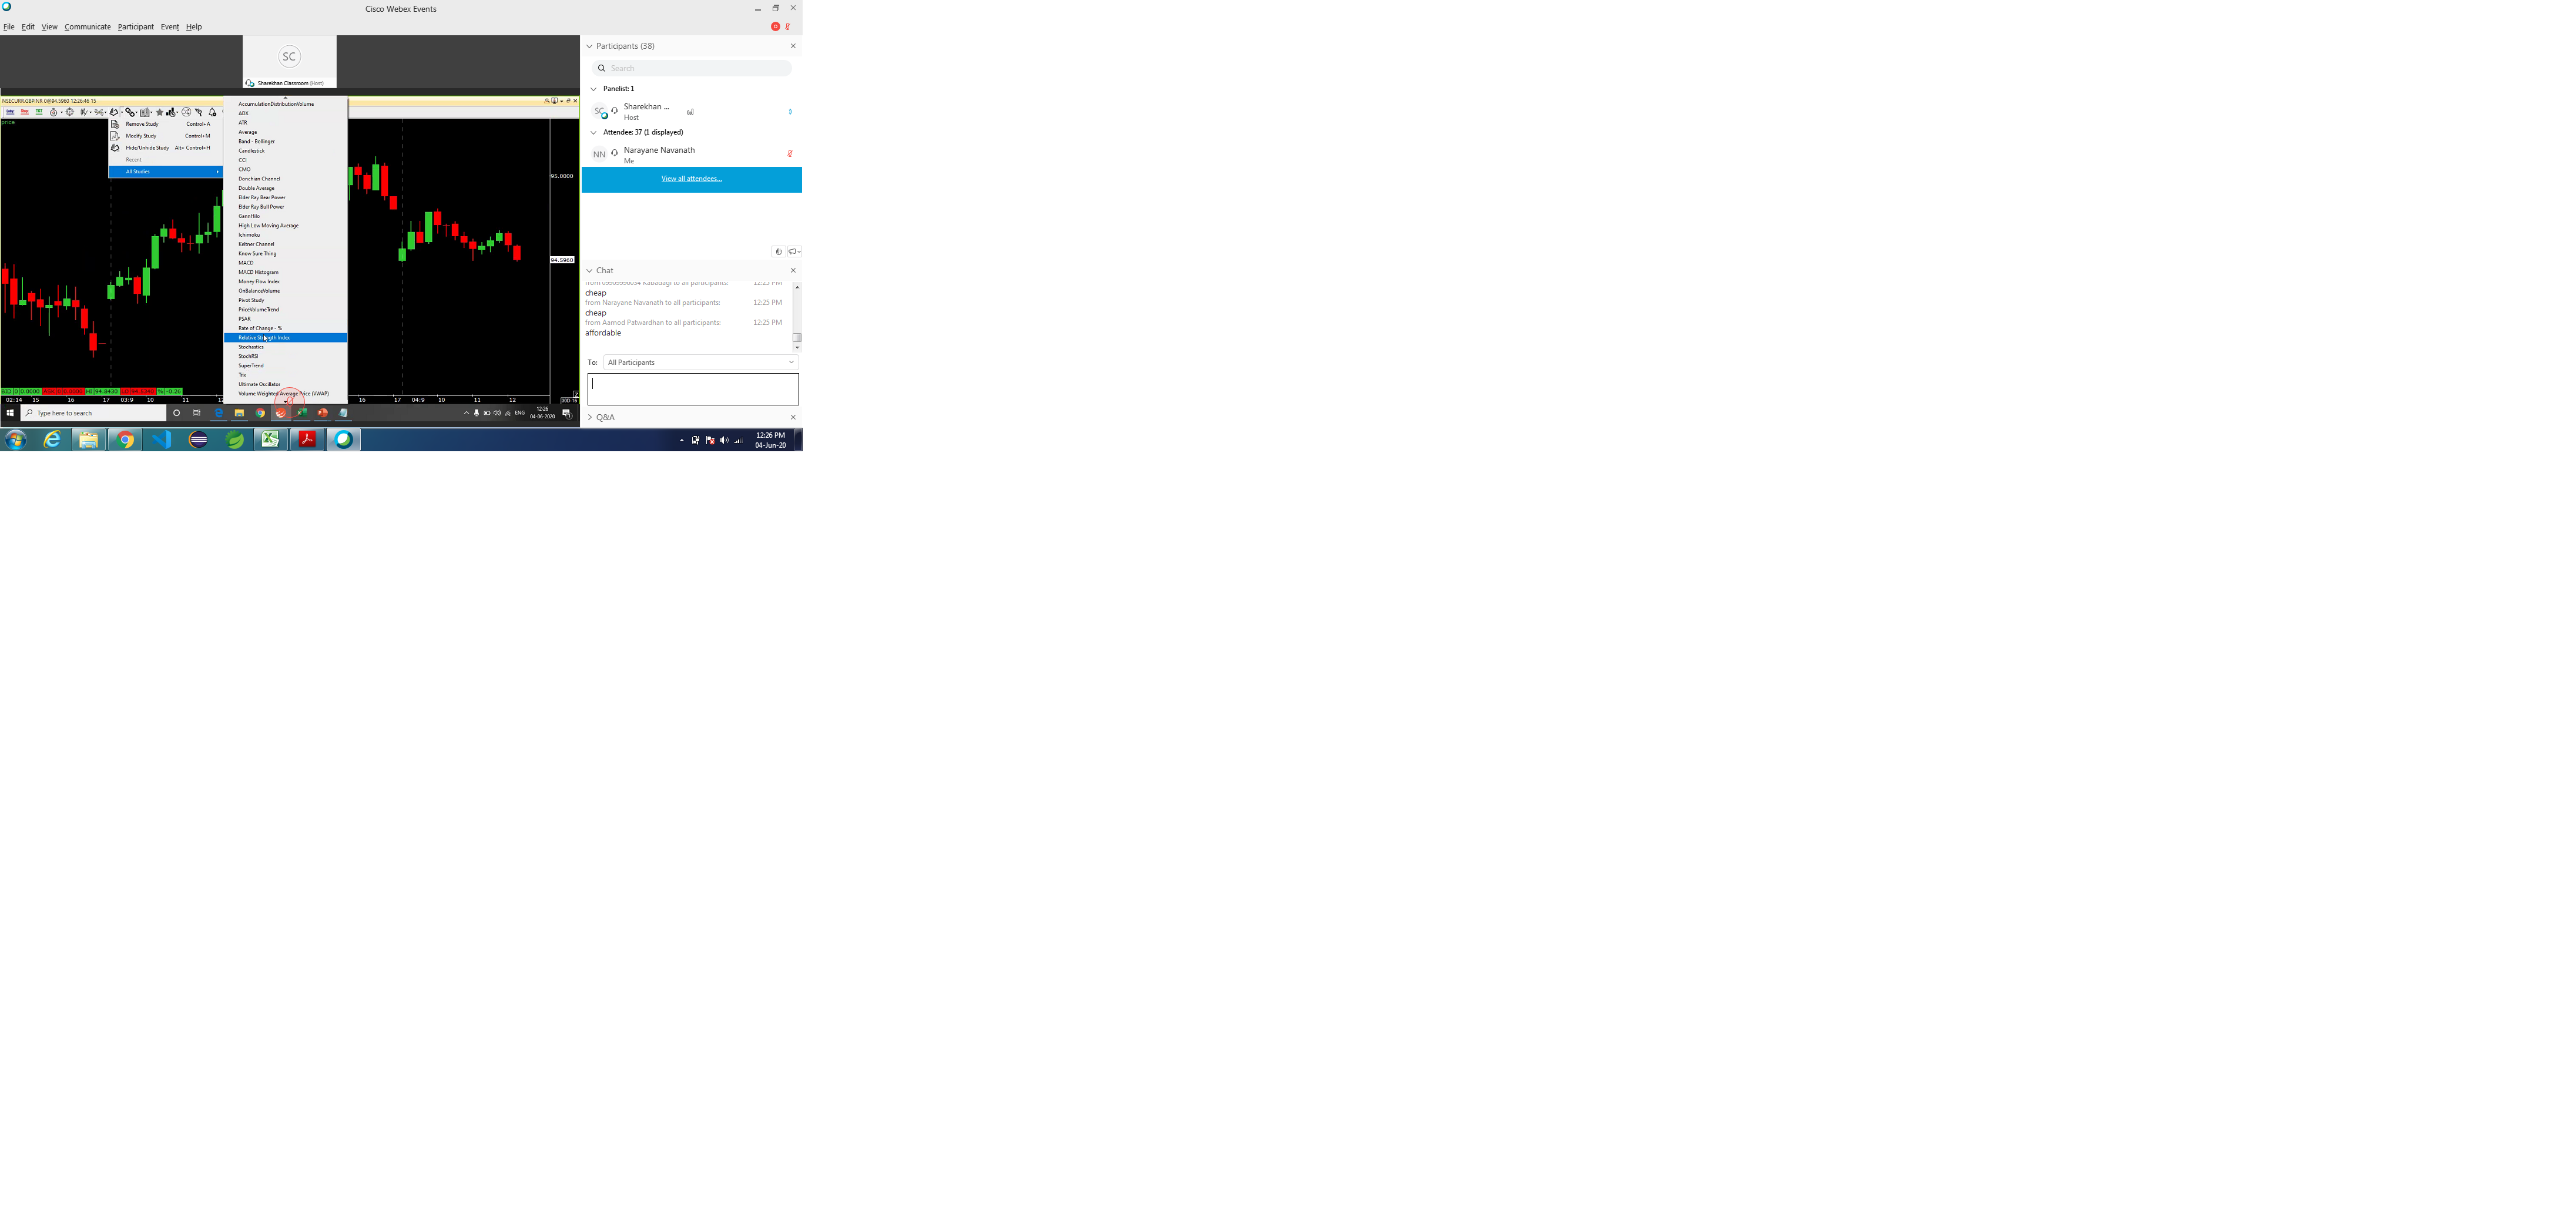 Cisco Webex Events
File Edit View Communicate Participant Event Help
SC
Sharekhan Classroom (Host)
NSECURR.GBPINR 0@94.5960 12:26:46 15
price
Remove Study Control+A
Modify Study Control+M
Hide/Unhide Study Alt+ Control+H
Recent
All Studies
AccumulationDistributionVolume
ADX
ATR
Average
Band - Bollinger
Candlestick
CCI
CMO
Donchian Channel
Double Average
Elder Ray Bear Power
Elder Ray Bull Power
GannHilo
High Low Moving Average
Ichimoku
Keltner Channel
Know Sure Thing
MACD
MACD Histogram
Money Flow Index
OnBalanceVolume
Pivot Study
PriceVolumeTrend
PSAR
Rate of Change - %
Relative Strength Index
Stochestics
StochRSI
SuperTrend
Trix
Ultimate Oscillator
Volume Weighted Average Price (VWAP)
95.0000
94.5960
02:14 15 16 17 03:9 10 11 12
16 17 04:9 10 11 12
Type here to search
ENG
12:26
04-06-2020
Participants (38)
Search
Panelist: 1
SC Sharekhan ...
Host
Attendee: 37 (1 displayed)
NN Narayane Navanath
Me
View all attendees...
Chat
cheap
from Narayane Navanath to all participants: 12:25 PM
cheap
from Aamod Patwardhan to all participants: 12:25 PM
affordable
To: All Participants
Q&A
12:26 PM
04-Jun-20